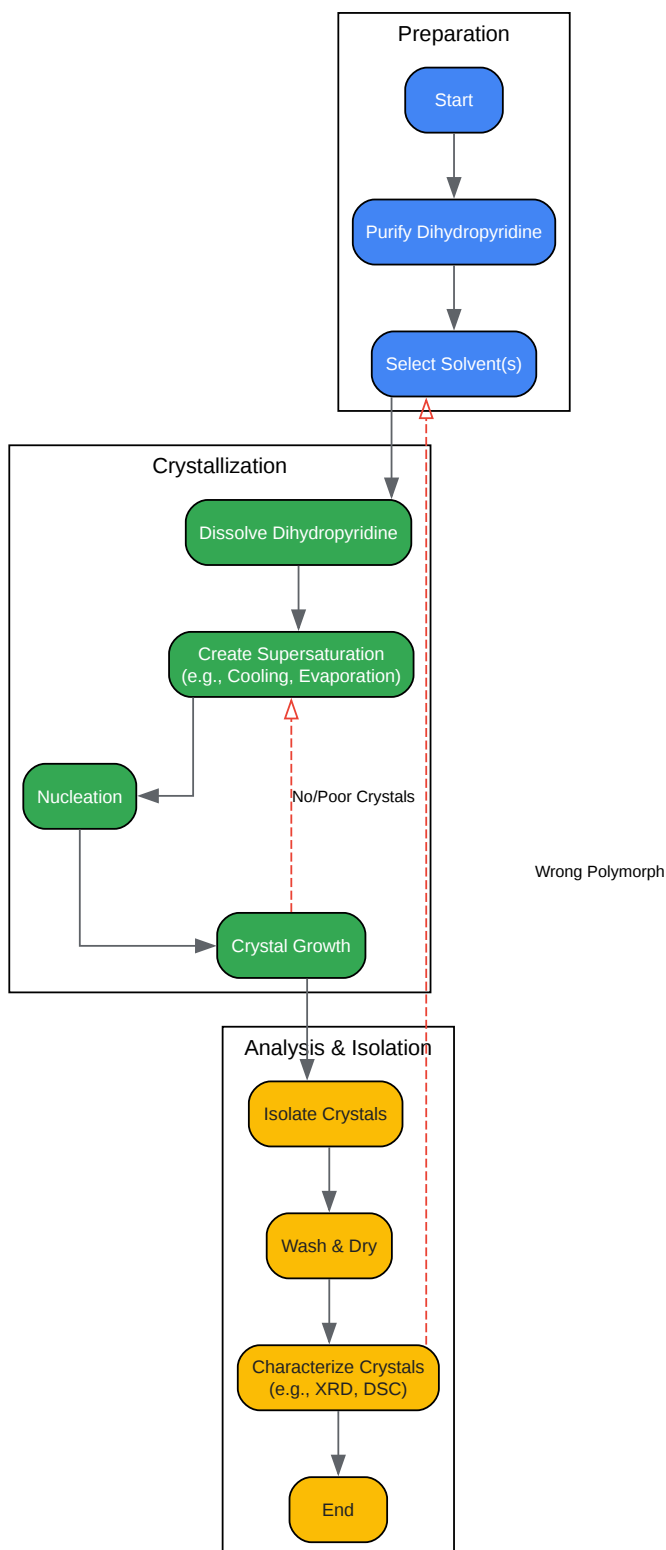 Preparation
Start
Purify Dihydropyridine
Select Solvent(s)
Crystallization
Dissolve Dihydropyridine
Create Supersaturation
(e.g., Cooling, Evaporation)
Nucleation
No/Poor Crystals
Wrong Polymorph
Crystal Growth
Analysis & Isolation
Isolate Crystals
Wash & Dry
Characterize Crystals
(e.g., XRD, DSC)
End